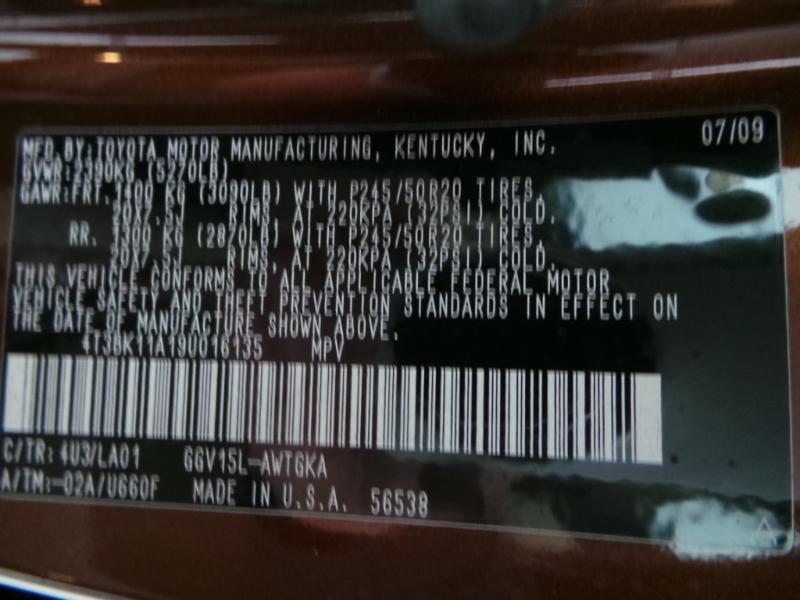 07/09
MFD.BY:TOYOTA MOTOR MANUFACTURING, KENTUCKY, INC.
GVWR:2390KG (5270LB)
GAWR:FRT.1400 KG (3090LB) WITH P245/50R20 TIRES,
20X7.5J RIMS, AT 220KPA (32PSI) COLD.
RR. 1300 KG (2870LB) WITH P245/50R20 TIRES,
20X7.5J RIMS, AT 220KPA (32PSI) COLD.
THIS VEHICLE CONFORMS TO ALL APPLICABLE FEDERAL MOTOR
VEHICLE SAFETY AND THEFT PREVENTION STANDARDS IN EFFECT ON
THE DATE OF MANUFACTURE SHOWN ABOVE.
4T3BK11A19U016135 MPV
C/TR: 4U3/LA01 GGV15L-AWTGKA
A/TM:-02A/U660F MADE IN U.S.A. 56538
A